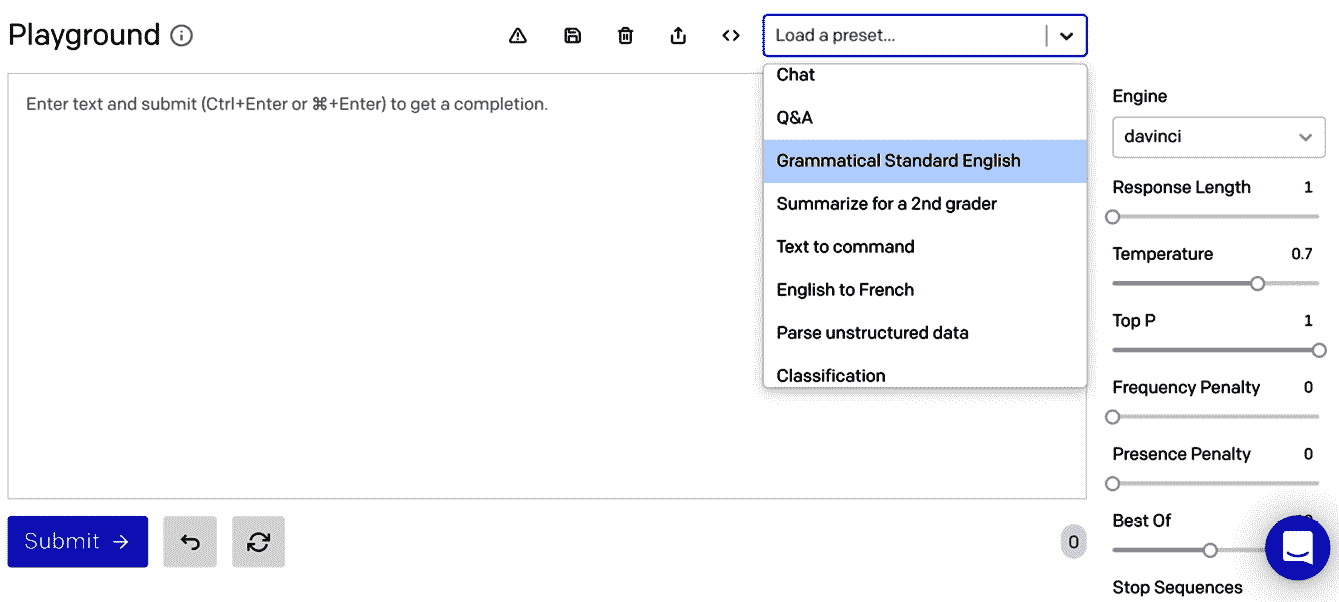 Playground
Load a preset...
Enter text and submit (Ctrl+Enter or ⌘+Enter) to get a completion.
Chat
Q&A
Grammatical Standard English
Summarize for a 2nd grader
Text to command
English to French
Parse unstructured data
Classification
Engine
davinci
Response Length 1
Temperature 0.7
Top P 1
Frequency Penalty 0
Presence Penalty 0
Best Of
Stop Sequences
Submit →
0